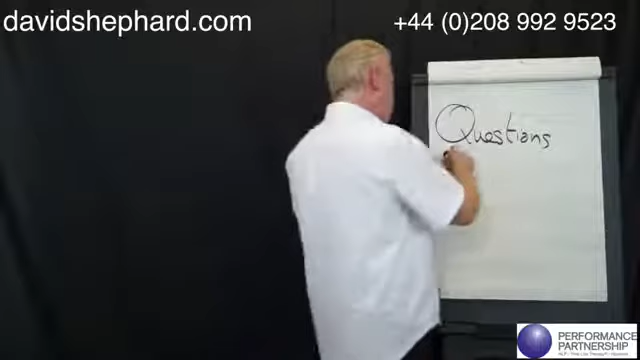 davidshephard.com
+44 (0)208 992 9523
Questions
PERFORMANCE
PARTNERSHIP